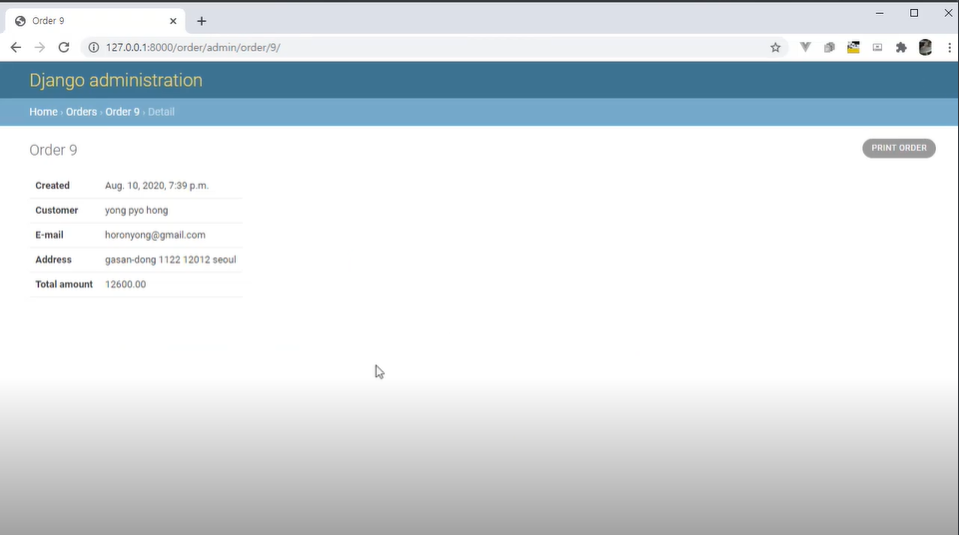 Order 9
127.0.0.1:8000/order/admin/order/9/
Django administration
Home › Orders › Order 9 › Detail
Order 9
PRINT ORDER
Created Aug. 10, 2020, 7:39 p.m.
Customer yong pyo hong
E-mail horonyong@gmail.com
Address gasan-dong 1122 12012 seoul
Total amount 12600.00